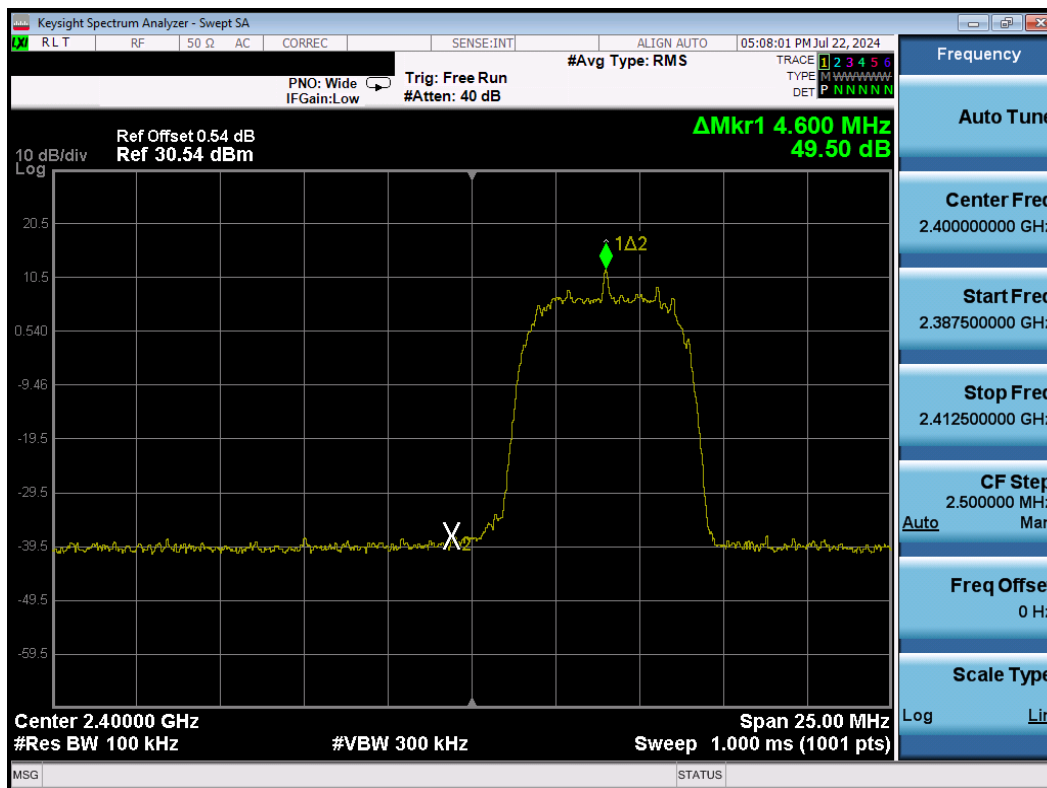 Keysight Spectrum Analyzer - Swept SA
LXI RLT RF 50 Ω AC CORREC SENSE:INT ALIGN AUTO 05:08:01 PM Jul 22, 2024
#Avg Type: RMS TRACE 1 2 3 4 5 6
PNO: Wide Trig: Free Run TYPE M W W W W W
IFGain:Low #Atten: 40 dB DET P N N N N N
ΔMkr1 4.600 MHz
49.50 dB
Ref Offset 0.54 dB
10 dB/div Ref 30.54 dBm
Log
20.5
1Δ2
10.5
0.540
-9.46
-19.5
-29.5
-39.5
-49.5
-59.5
Center 2.40000 GHz Span 25.00 MHz
#Res BW 100 kHz #VBW 300 kHz Sweep 1.000 ms (1001 pts)
MSG STATUS
Frequency
Auto Tune
Center Freq
2.400000000 GHz
Start Freq
2.387500000 GHz
Stop Freq
2.412500000 GHz
CF Step
2.500000 MHz
Auto Man
Freq Offset
0 Hz
Scale Type
Log Lin